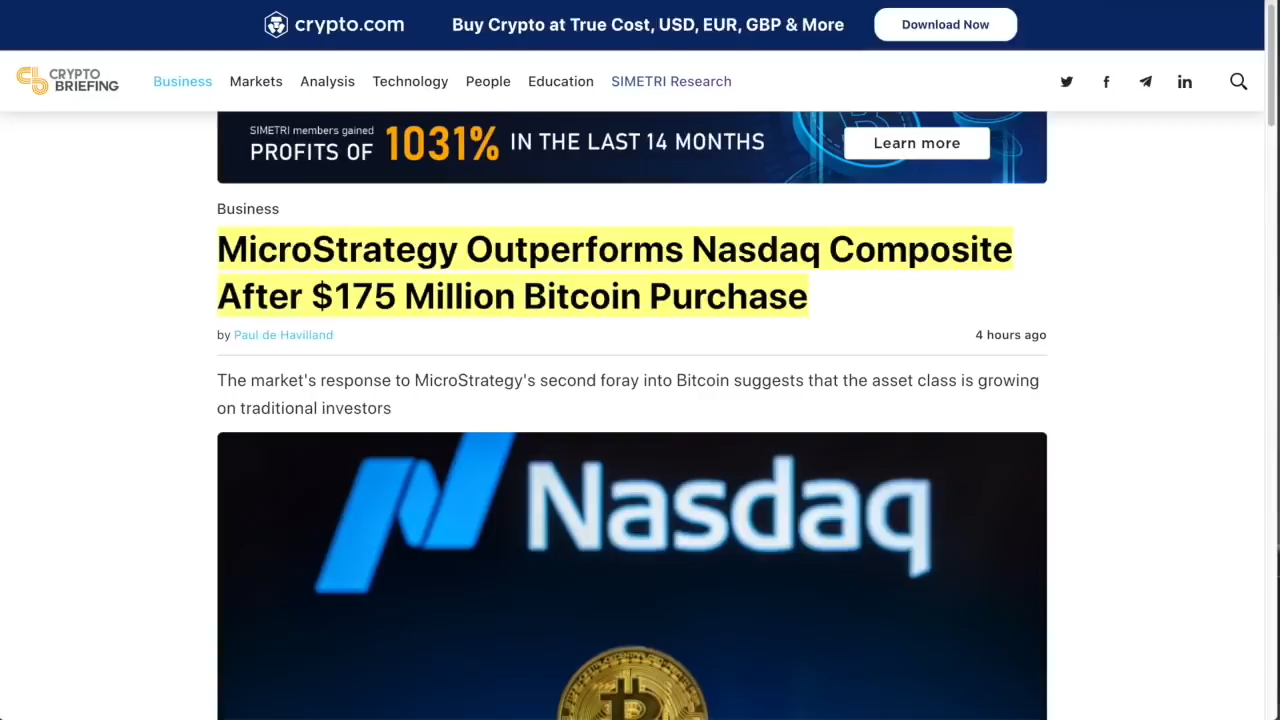 crypto.com Buy Crypto at True Cost, USD, EUR, GBP & More Download Now
CRYPTO
BRIEFING
Business Markets Analysis Technology People Education SIMETRI Research
SIMETRI members gained
PROFITS OF 1031% IN THE LAST 14 MONTHS Learn more
Business
MicroStrategy Outperforms Nasdaq Composite
After $175 Million Bitcoin Purchase
by Paul de Havilland 4 hours ago
The market's response to MicroStrategy's second foray into Bitcoin suggests that the asset class is growing
on traditional investors
Nasdaq